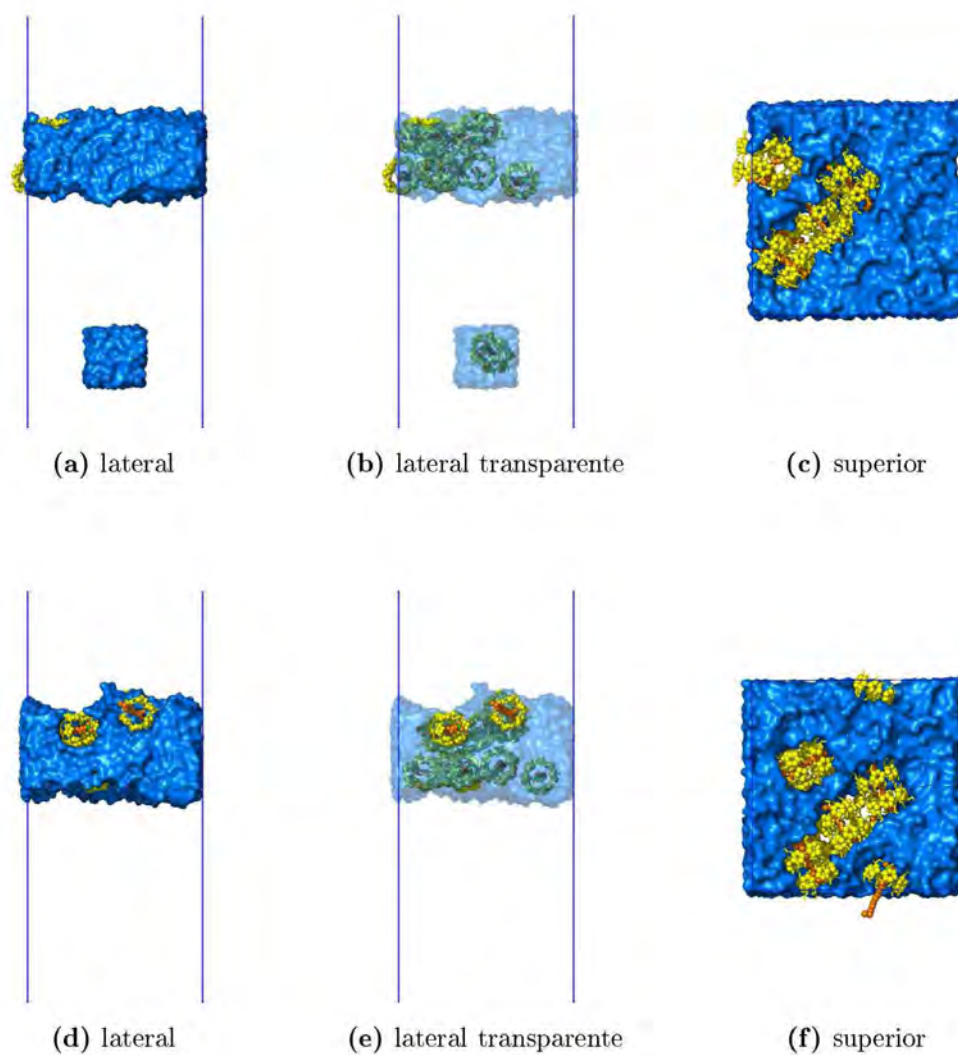 (a) lateral
(b) lateral transparente
(c) superior
(d) lateral
(e) lateral transparente
(f) superior